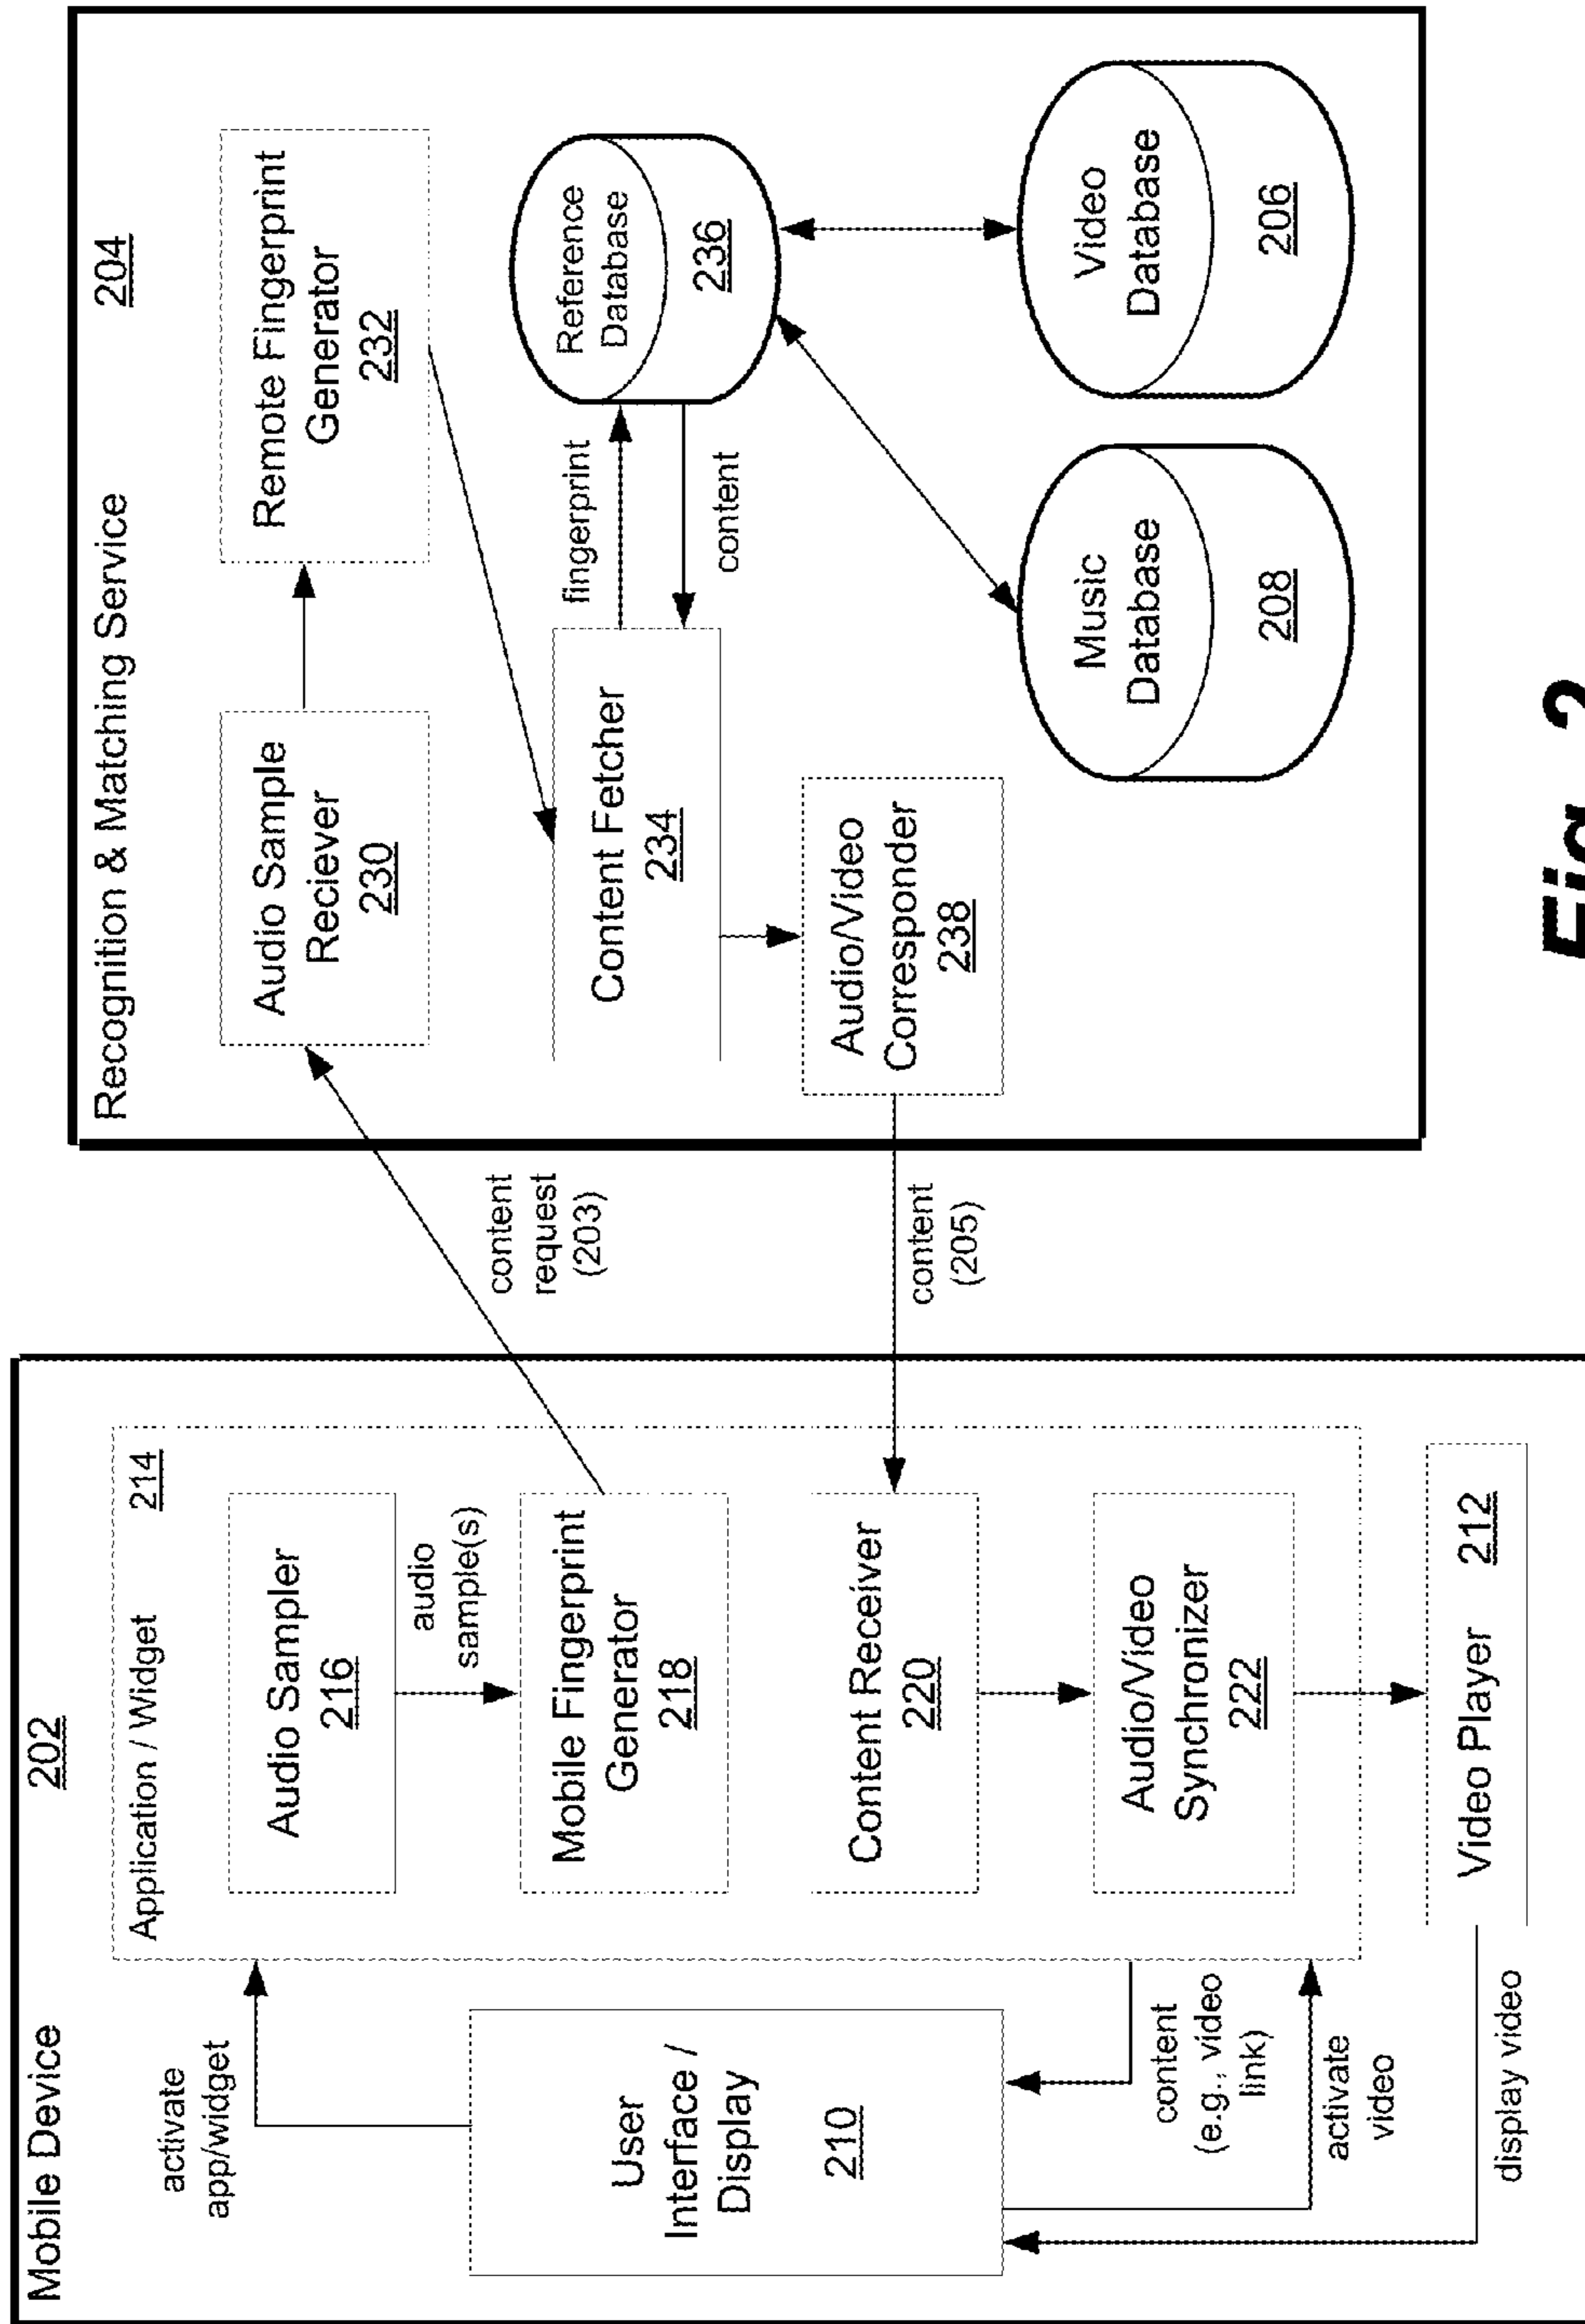 Mobile Device
202
activate
app/widget
User
Interface /
Display
210
content
(e.g., video
link)
activate
video
display video
Application / Widget
214
Audio Sampler
216
audio
sample(s)
Mobile Fingerprint
Generator
218
Content Receiver
220
Audio/Video
Synchronizer
222
Video Player
212
content
request
(203)
content
(205)
Recognition & Matching Service
204
Audio Sample
Reciever
230
Remote Fingerprint
Generator
232
Content Fetcher
234
fingerprint
content
Reference
Database
236
Audio/Video
Corresponder
238
Music
Database
208
Video
Database
206
Fig. 2